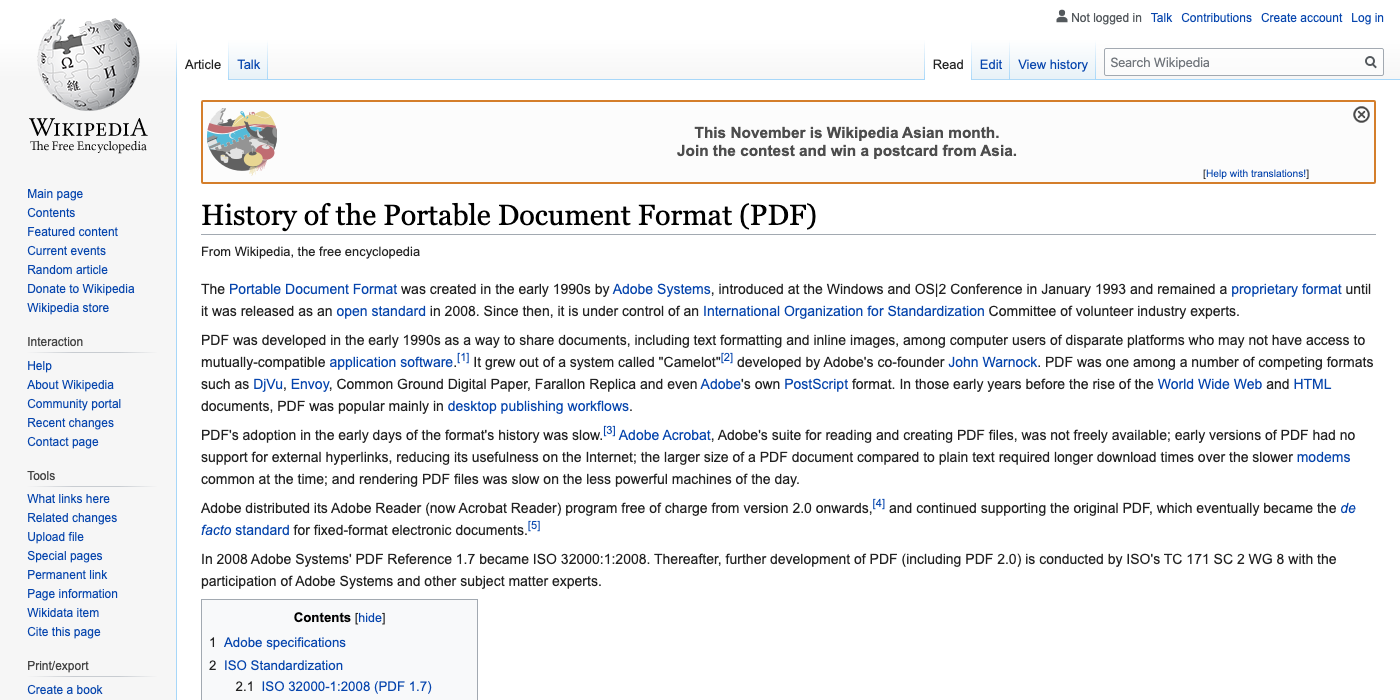 Not logged in Talk Contributions Create account Log in
Article Talk Read Edit View history Search Wikipedia
WIKIPEDIA
The Free Encyclopedia
Main page
Contents
Featured content
Current events
Random article
Donate to Wikipedia
Wikipedia store
Interaction
Help
About Wikipedia
Community portal
Recent changes
Contact page
Tools
What links here
Related changes
Upload file
Special pages
Permanent link
Page information
Wikidata item
Cite this page
Print/export
Create a book
This November is Wikipedia Asian month.
Join the contest and win a postcard from Asia.
[Help with translations!]
History of the Portable Document Format (PDF)
From Wikipedia, the free encyclopedia
The Portable Document Format was created in the early 1990s by Adobe Systems, introduced at the Windows and OS|2 Conference in January 1993 and remained a proprietary format until
it was released as an open standard in 2008. Since then, it is under control of an International Organization for Standardization Committee of volunteer industry experts.
PDF was developed in the early 1990s as a way to share documents, including text formatting and inline images, among computer users of disparate platforms who may not have access to
mutually-compatible application software.[1] It grew out of a system called "Camelot"[2] developed by Adobe's co-founder John Warnock. PDF was one among a number of competing formats
such as DjVu, Envoy, Common Ground Digital Paper, Farallon Replica and even Adobe's own PostScript format. In those early years before the rise of the World Wide Web and HTML
documents, PDF was popular mainly in desktop publishing workflows.
PDF's adoption in the early days of the format's history was slow.[3] Adobe Acrobat, Adobe's suite for reading and creating PDF files, was not freely available; early versions of PDF had no
support for external hyperlinks, reducing its usefulness on the Internet; the larger size of a PDF document compared to plain text required longer download times over the slower modems
common at the time; and rendering PDF files was slow on the less powerful machines of the day.
Adobe distributed its Adobe Reader (now Acrobat Reader) program free of charge from version 2.0 onwards,[4] and continued supporting the original PDF, which eventually became the de
facto standard for fixed-format electronic documents.[5]
In 2008 Adobe Systems' PDF Reference 1.7 became ISO 32000:1:2008. Thereafter, further development of PDF (including PDF 2.0) is conducted by ISO's TC 171 SC 2 WG 8 with the
participation of Adobe Systems and other subject matter experts.
Contents [hide]
1 Adobe specifications
2 ISO Standardization
2.1 ISO 32000-1:2008 (PDF 1.7)